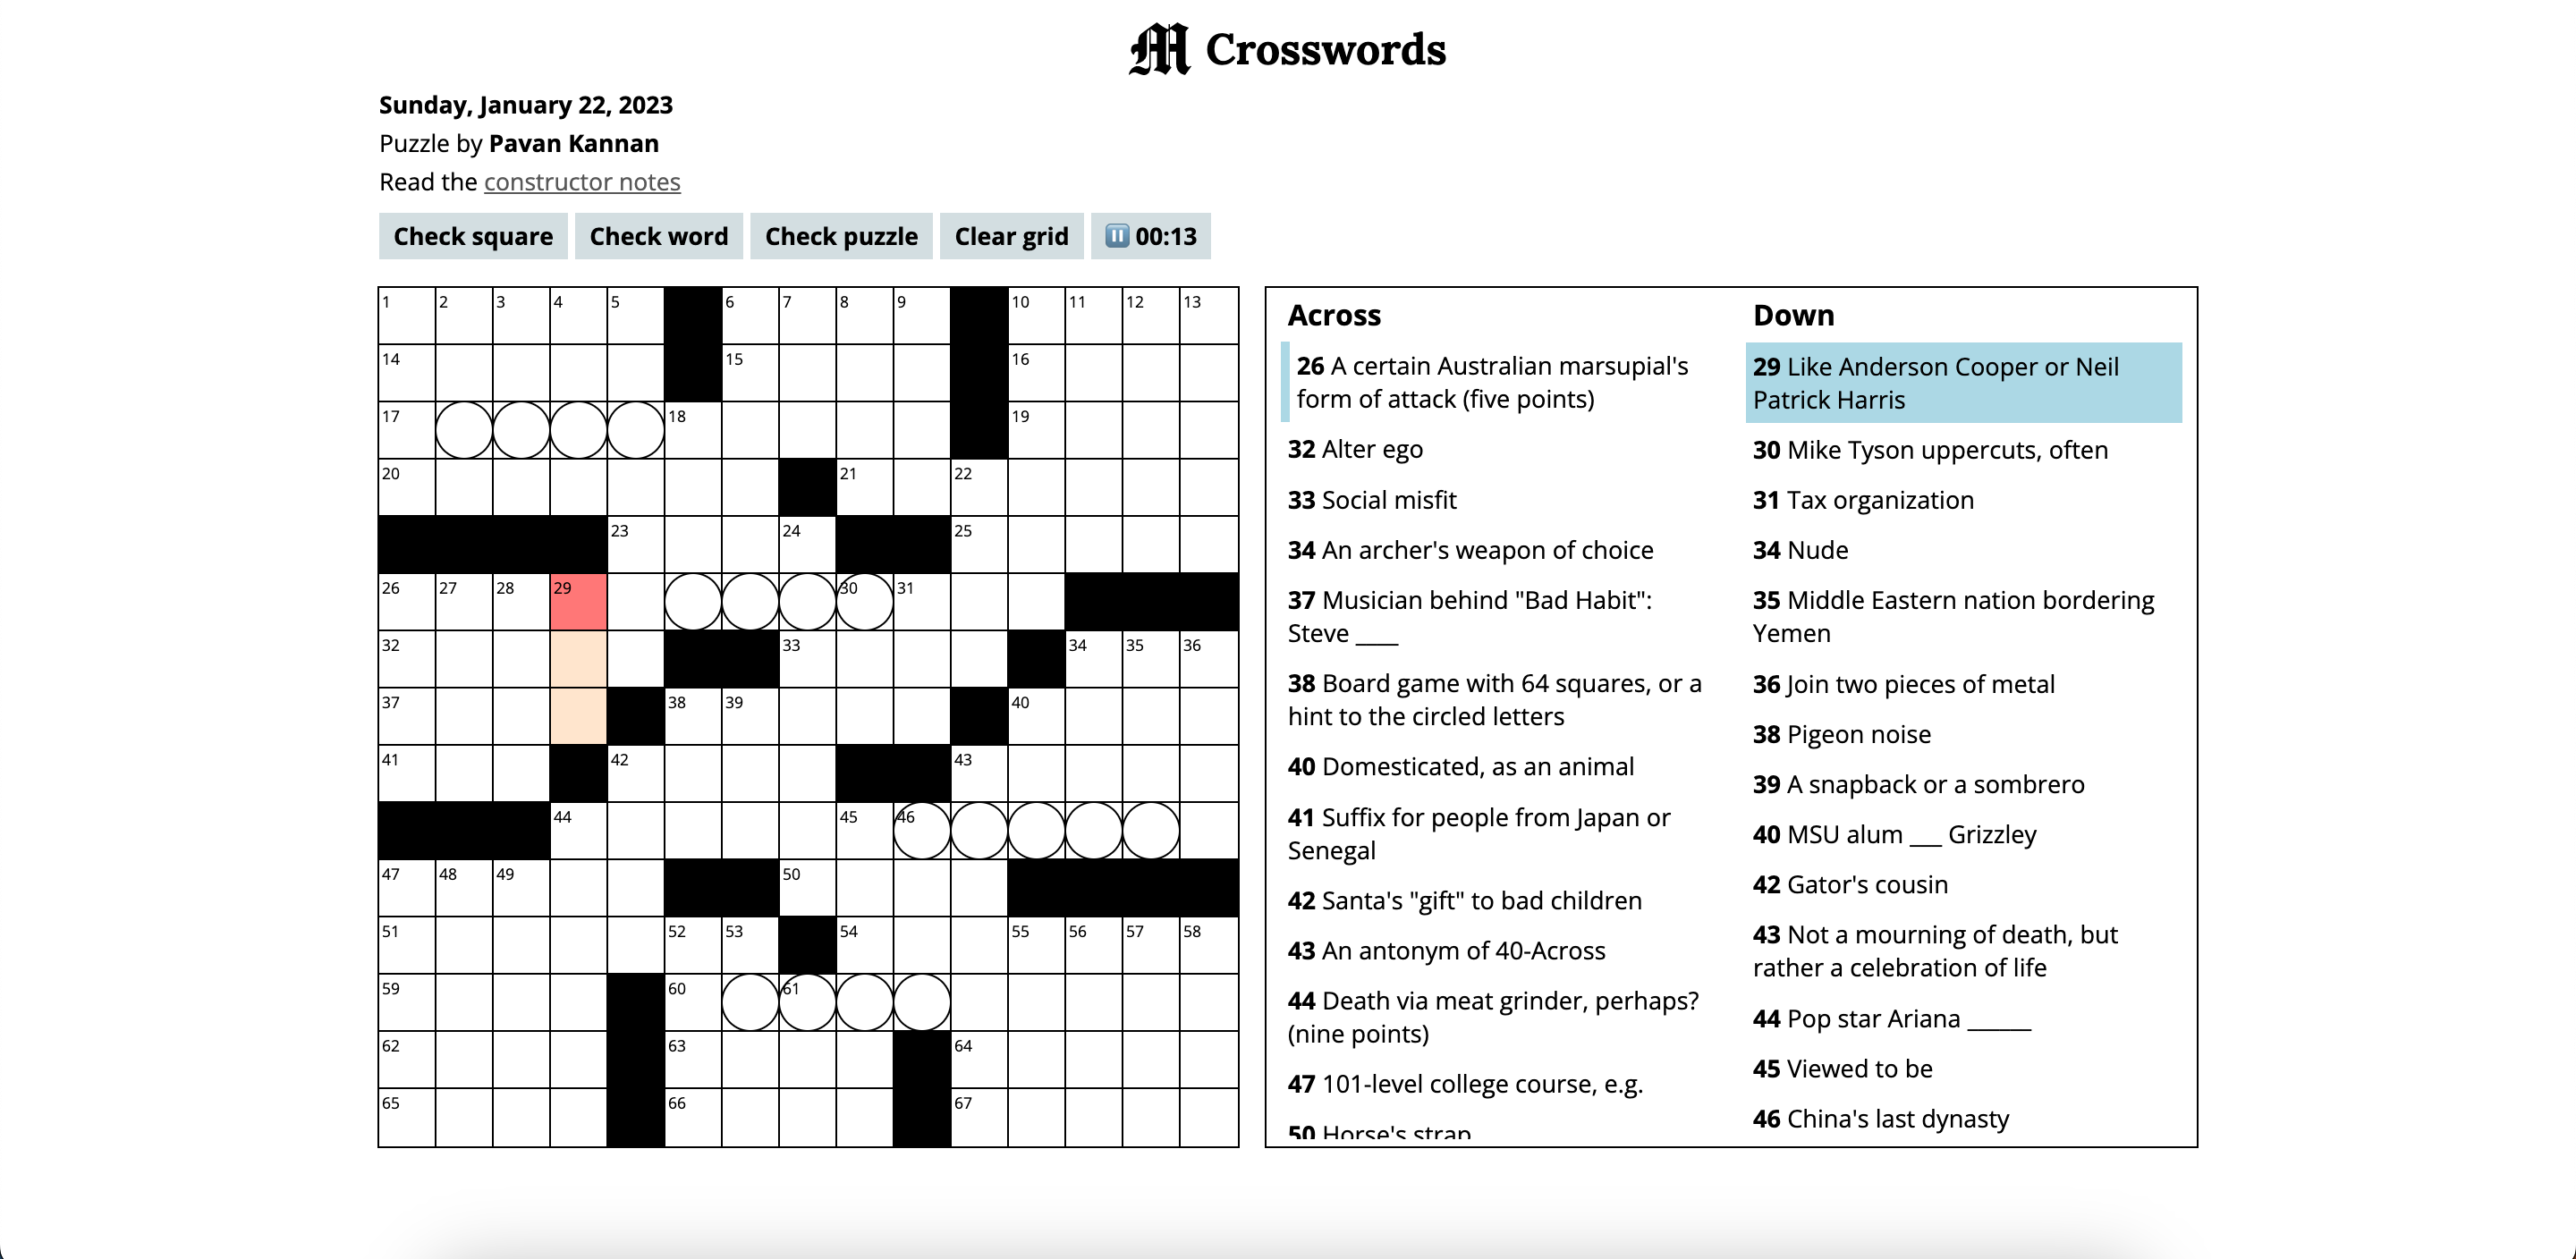 M Crosswords
Sunday, January 22, 2023
Puzzle by Pavan Kannan
Read the constructor notes
Check square Check word Check puzzle Clear grid 00:13
1 2 3 4 5 6 7 8 9 10 11 12 13
14 15 16
17 18 19
20 21 22
23 24 25
26 27 28 29 30 31
32 33 34 35 36
37 38 39 40
41 42 43
44 45 46
47 48 49 50
51 52 53 54 55 56 57 58
59 60 61
62 63 64
65 66 67
Across
26 A certain Australian marsupial's
form of attack (five points)
32 Alter ego
33 Social misfit
34 An archer's weapon of choice
37 Musician behind "Bad Habit":
Steve ____
38 Board game with 64 squares, or a
hint to the circled letters
40 Domesticated, as an animal
41 Suffix for people from Japan or
Senegal
42 Santa's "gift" to bad children
43 An antonym of 40-Across
44 Death via meat grinder, perhaps?
(nine points)
47 101-level college course, e.g.
50 Horse's strap
Down
29 Like Anderson Cooper or Neil
Patrick Harris
30 Mike Tyson uppercuts, often
31 Tax organization
34 Nude
35 Middle Eastern nation bordering
Yemen
36 Join two pieces of metal
38 Pigeon noise
39 A snapback or a sombrero
40 MSU alum ___ Grizzley
42 Gator's cousin
43 Not a mourning of death, but
rather a celebration of life
44 Pop star Ariana ______
45 Viewed to be
46 China's last dynasty